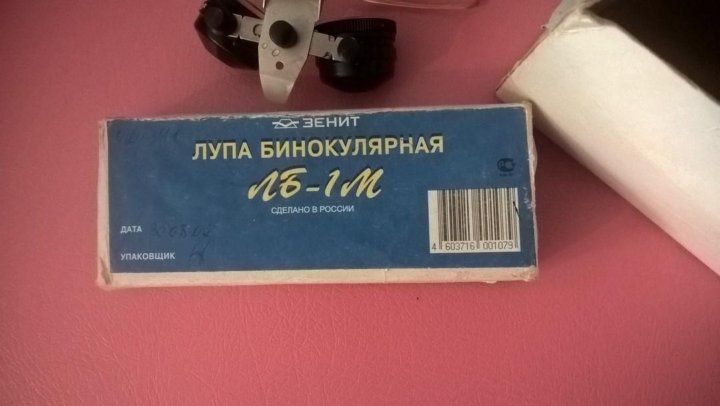 ЗЕНИТ
ЛУПА БИНОКУЛЯРНАЯ
ЛБ-1М
СДЕЛАНО В РОССИИ
ДАТА
УПАКОВЩИК
4 603716 001079